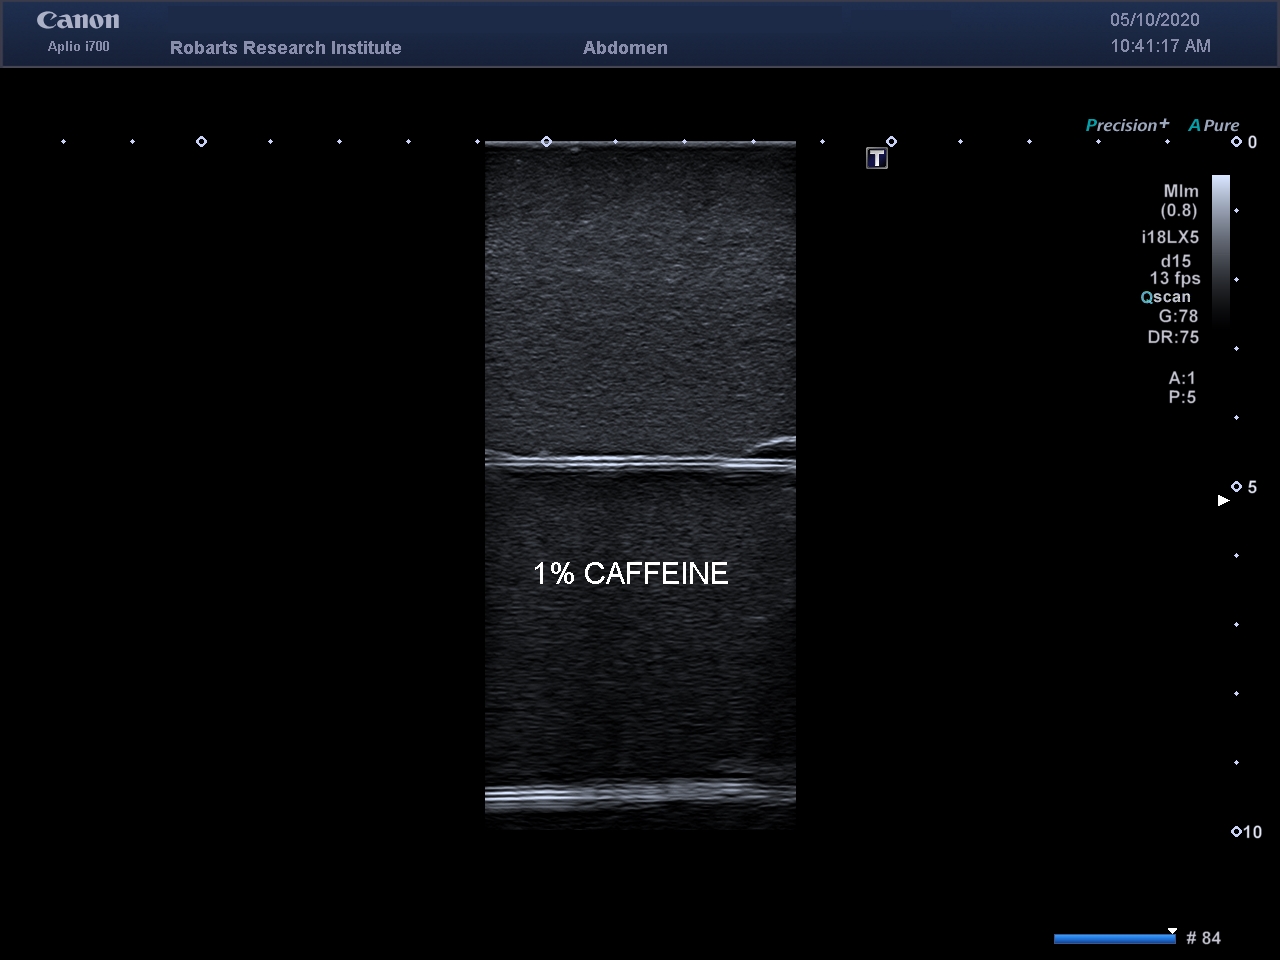 Canon
Aplio i700
Robarts Research Institute
Abdomen
05/10/2020
10:41:17 AM
Precision+ APure
T
0
MIm
(0.8)
i18LX5
d15
13 fps
Qscan
G:78
DR:75
A:1
P:5
5
1% CAFFEINE
10
# 84